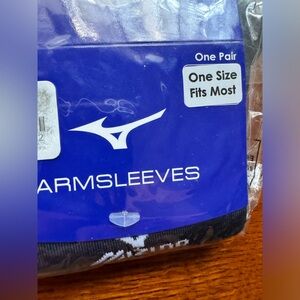 One Pair
One Size
Fits Most
ARMSLEEVES